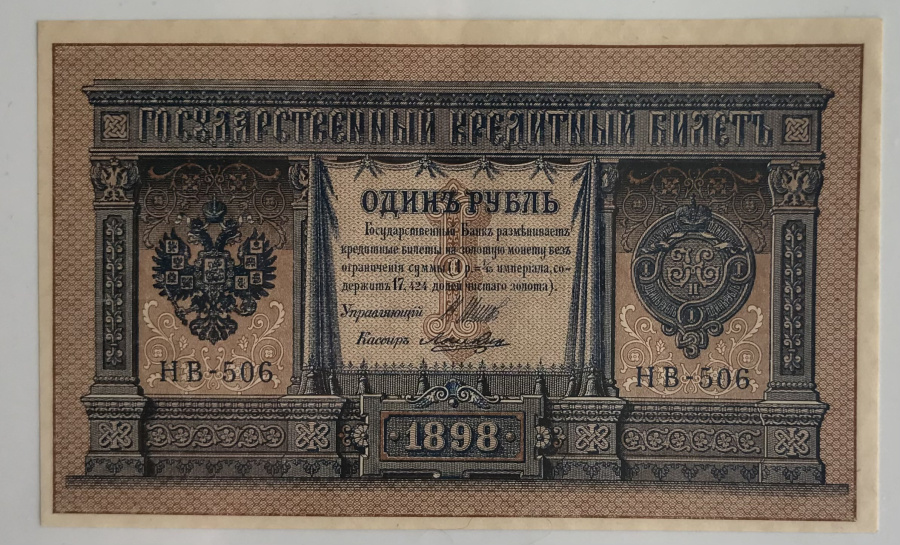 ГОСУДАРСТВЕННЫЙ КРЕДИТНЫЙ БИЛЕТЪ
ОДИНЪ РУБЛЬ
Государственный Банкъ размѣниваетъ
кредитные билеты на золотую монету безъ
ограниченія суммы (1 р.=1/15 имперіала, со-
держитъ 17,424 долей чистаго золота).
Управляющій
Кассиръ
НВ-506
НВ-506
1898